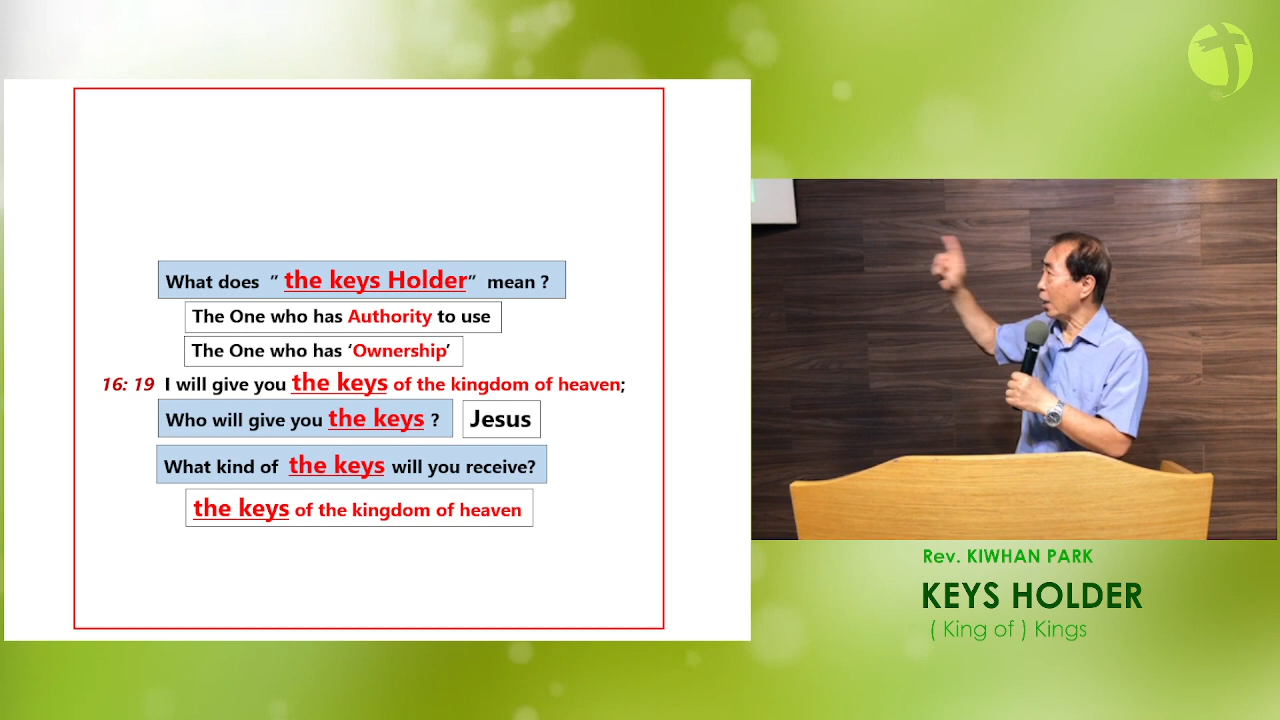 What does " the keys Holder" mean ?
The One who has Authority to use
The One who has ‘Ownership’
16: 19 I will give you the keys of the kingdom of heaven;
Who will give you the keys ? Jesus
What kind of the keys will you receive?
the keys of the kingdom of heaven
Rev. KIWHAN PARK
KEYS HOLDER
( King of ) Kings